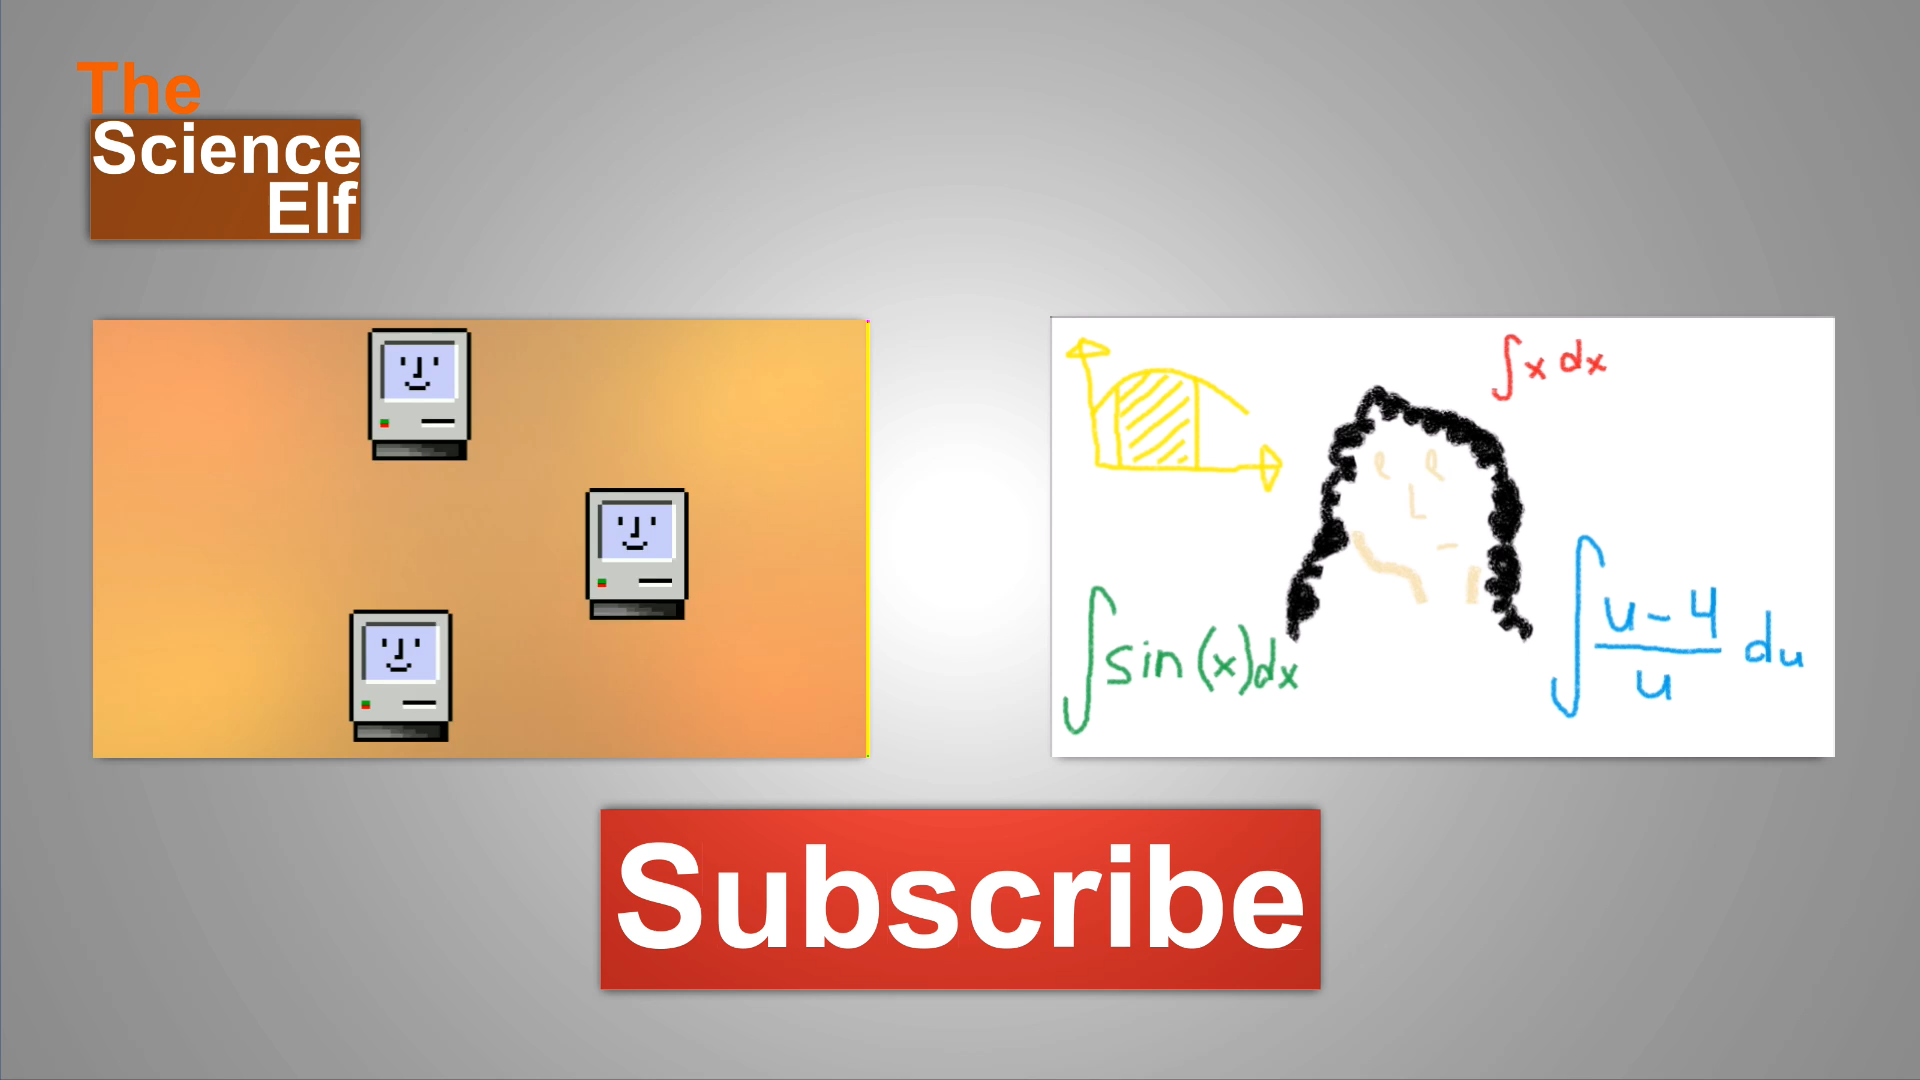 The
Science
Elf
∫x dx
∫sin(x)dx
∫ u-4 / u du
Subscribe